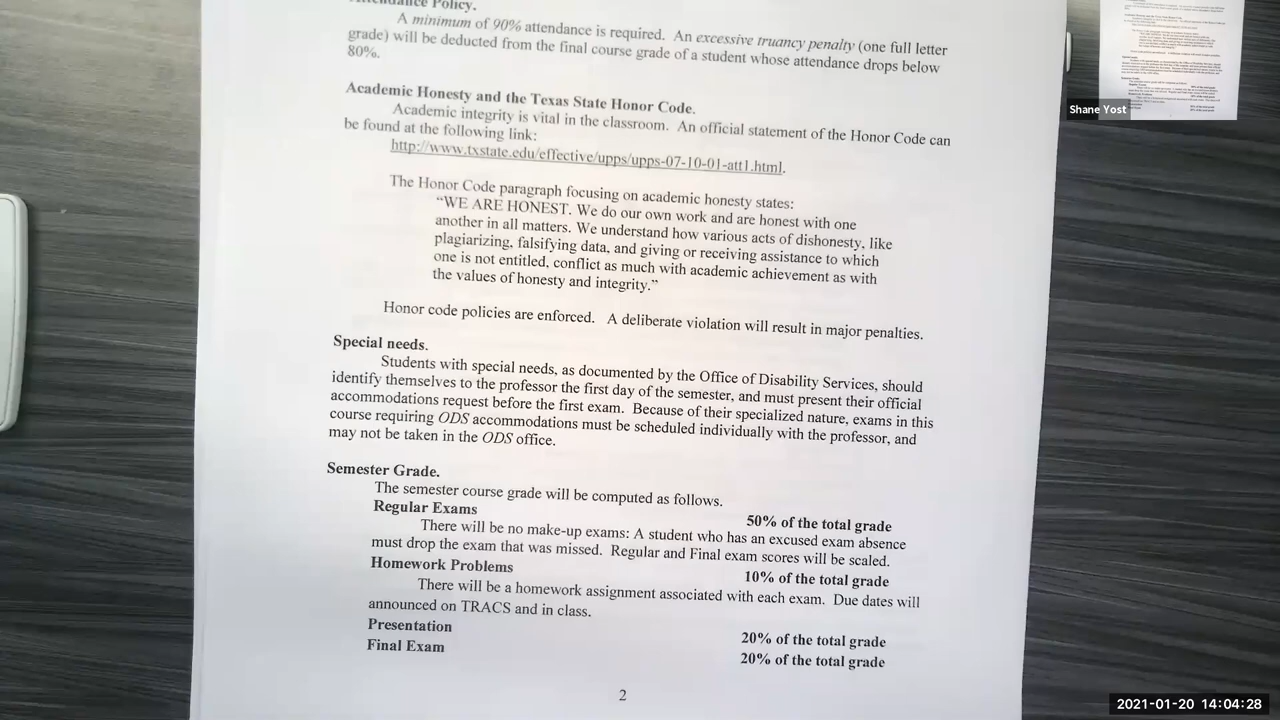 Attendance Policy.
A minimum of 90% attendance is required. An excessive truancy penalty (one full letter
grade) will be deducted from the final course grade of a student whose attendance drops below
80%.
Academic Honesty and the Texas State Honor Code.
Academic integrity is vital in the classroom. An official statement of the Honor Code can
be found at the following link:
http://www.txstate.edu/effective/upps/upps-07-10-01-att1.html.
The Honor Code paragraph focusing on academic honesty states:
“WE ARE HONEST. We do our own work and are honest with one
another in all matters. We understand how various acts of dishonesty, like
plagiarizing, falsifying data, and giving or receiving assistance to which
one is not entitled, conflict as much with academic achievement as with
the values of honesty and integrity.”
Honor code policies are enforced. A deliberate violation will result in major penalties.
Special needs.
Students with special needs, as documented by the Office of Disability Services, should
identify themselves to the professor the first day of the semester, and must present their official
accommodations request before the first exam. Because of their specialized nature, exams in this
course requiring ODS accommodations must be scheduled individually with the professor, and
may not be taken in the ODS office.
Semester Grade.
The semester course grade will be computed as follows.
Regular Exams 50% of the total grade
There will be no make-up exams: A student who has an excused exam absence
must drop the exam that was missed. Regular and Final exam scores will be scaled.
Homework Problems 10% of the total grade
There will be a homework assignment associated with each exam. Due dates will
announced on TRACS and in class.
Presentation 20% of the total grade
Final Exam 20% of the total grade
2
Shane Yost
2021-01-20 14:04:28